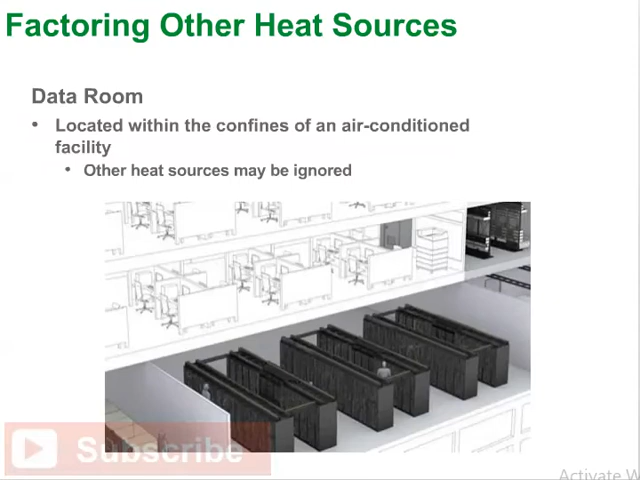 Factoring Other Heat Sources
Data Room
• Located within the confines of an air-conditioned
facility
• Other heat sources may be ignored
Subscribe
Activate W